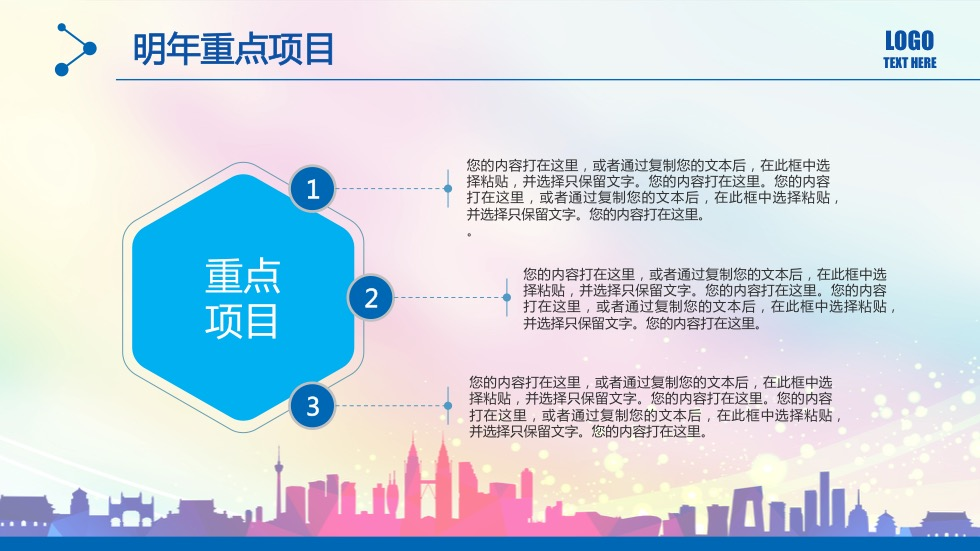 明年重点项目
LOGO
TEXT HERE
重点
项目
1
您的内容打在这里，或者通过复制您的文本后，在此框中选
择粘贴，并选择只保留文字。您的内容打在这里。您的内容
打在这里，或者通过复制您的文本后，在此框中选择粘贴，
并选择只保留文字。您的内容打在这里。
。
2
您的内容打在这里，或者通过复制您的文本后，在此框中选
择粘贴，并选择只保留文字。您的内容打在这里。您的内容
打在这里，或者通过复制您的文本后，在此框中选择粘贴，
并选择只保留文字。您的内容打在这里。
3
您的内容打在这里，或者通过复制您的文本后，在此框中选
择粘贴，并选择只保留文字。您的内容打在这里。您的内容
打在这里，或者通过复制您的文本后，在此框中选择粘贴，
并选择只保留文字。您的内容打在这里。